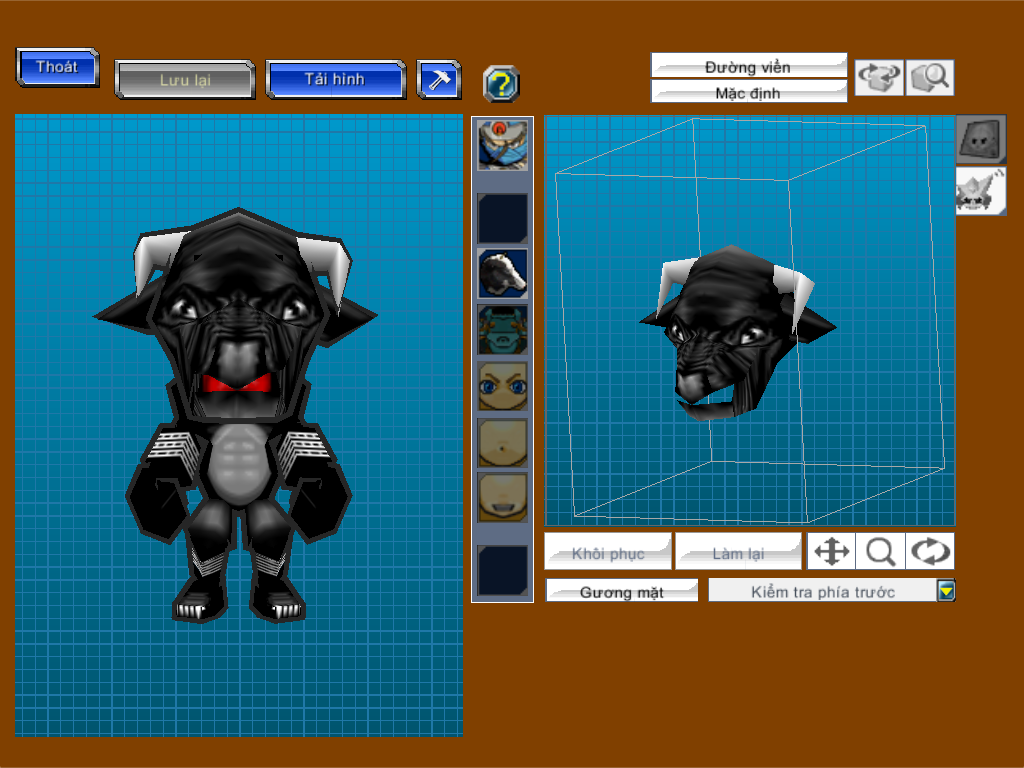 Thoát
Lưu lại
Tải hình
Đường viền
Mặc định
Khôi phục
Làm lại
Gương mặt
Kiểm tra phía trước